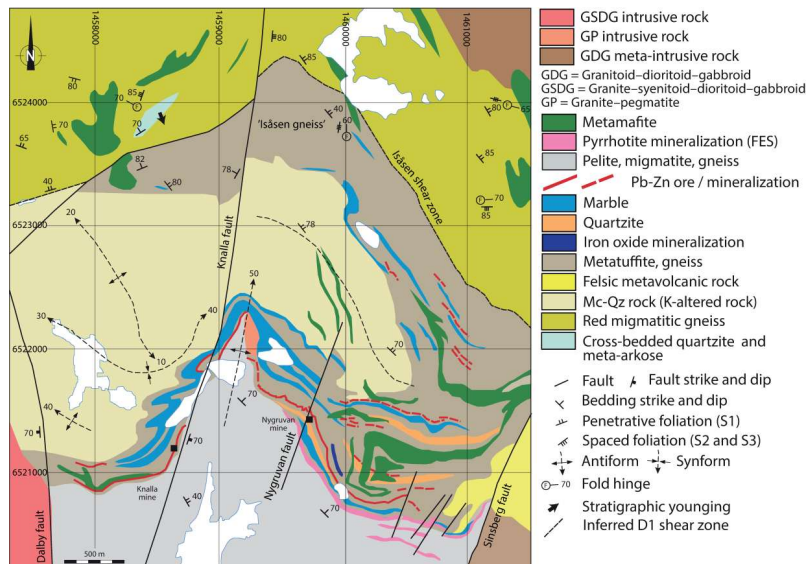 1458000
1459000
1460000
1461000
6524000
6523000
6522000
6521000
N
80
85
70
70
82
80
65
40
20
78
80
85
60
40
70
65
80
85
70
85
78
'Isåsen gneiss'
Isåsen shear zone
Knalla fault
50
30
40
10
40
70
70
70
70
40
70
Nygruvan mine
Knalla mine
Nygruvan fault
Dalby fault
Sinsberg fault
500 m
GSDG intrusive rock
GP intrusive rock
GDG meta-intrusive rock
GDG = Granitoid–dioritoid–gabbroid
GSDG = Granite–syenitoid–dioritoid–gabbroid
GP = Granite–pegmatite
Metamafite
Pyrrhotite mineralization (FES)
Pelite, migmatite, gneiss
Pb-Zn ore / mineralization
Marble
Quartzite
Iron oxide mineralization
Metatuffite, gneiss
Felsic metavolcanic rock
Mc-Qz rock (K-altered rock)
Red migmatitic gneiss
Cross-bedded quartzite and
meta-arkose
Fault
Fault strike and dip
Bedding strike and dip
Penetrative foliation (S1)
Spaced foliation (S2 and S3)
Antiform
Synform
F 70 Fold hinge
Stratigraphic younging
Inferred D1 shear zone